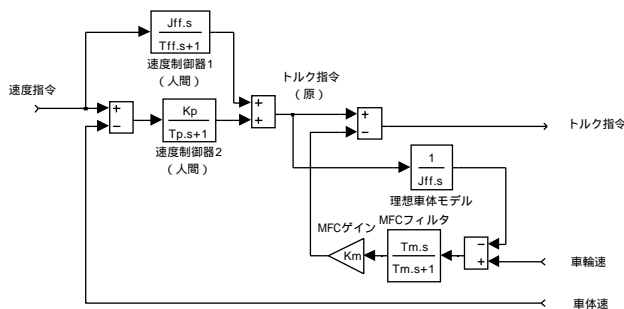 Jff.s
Tff.s+1
速度制御器1
(人間)
トルク指令
(原)
速度指令
+
−
Kp
Tp.s+1
+
+
+
−
トルク指令
速度制御器2
(人間)
1
Jff.s
理想車体モデル
MFCゲイン
MFCフィルタ
Km
Tm.s
Tm.s+1
−
+
車輪速
車体速